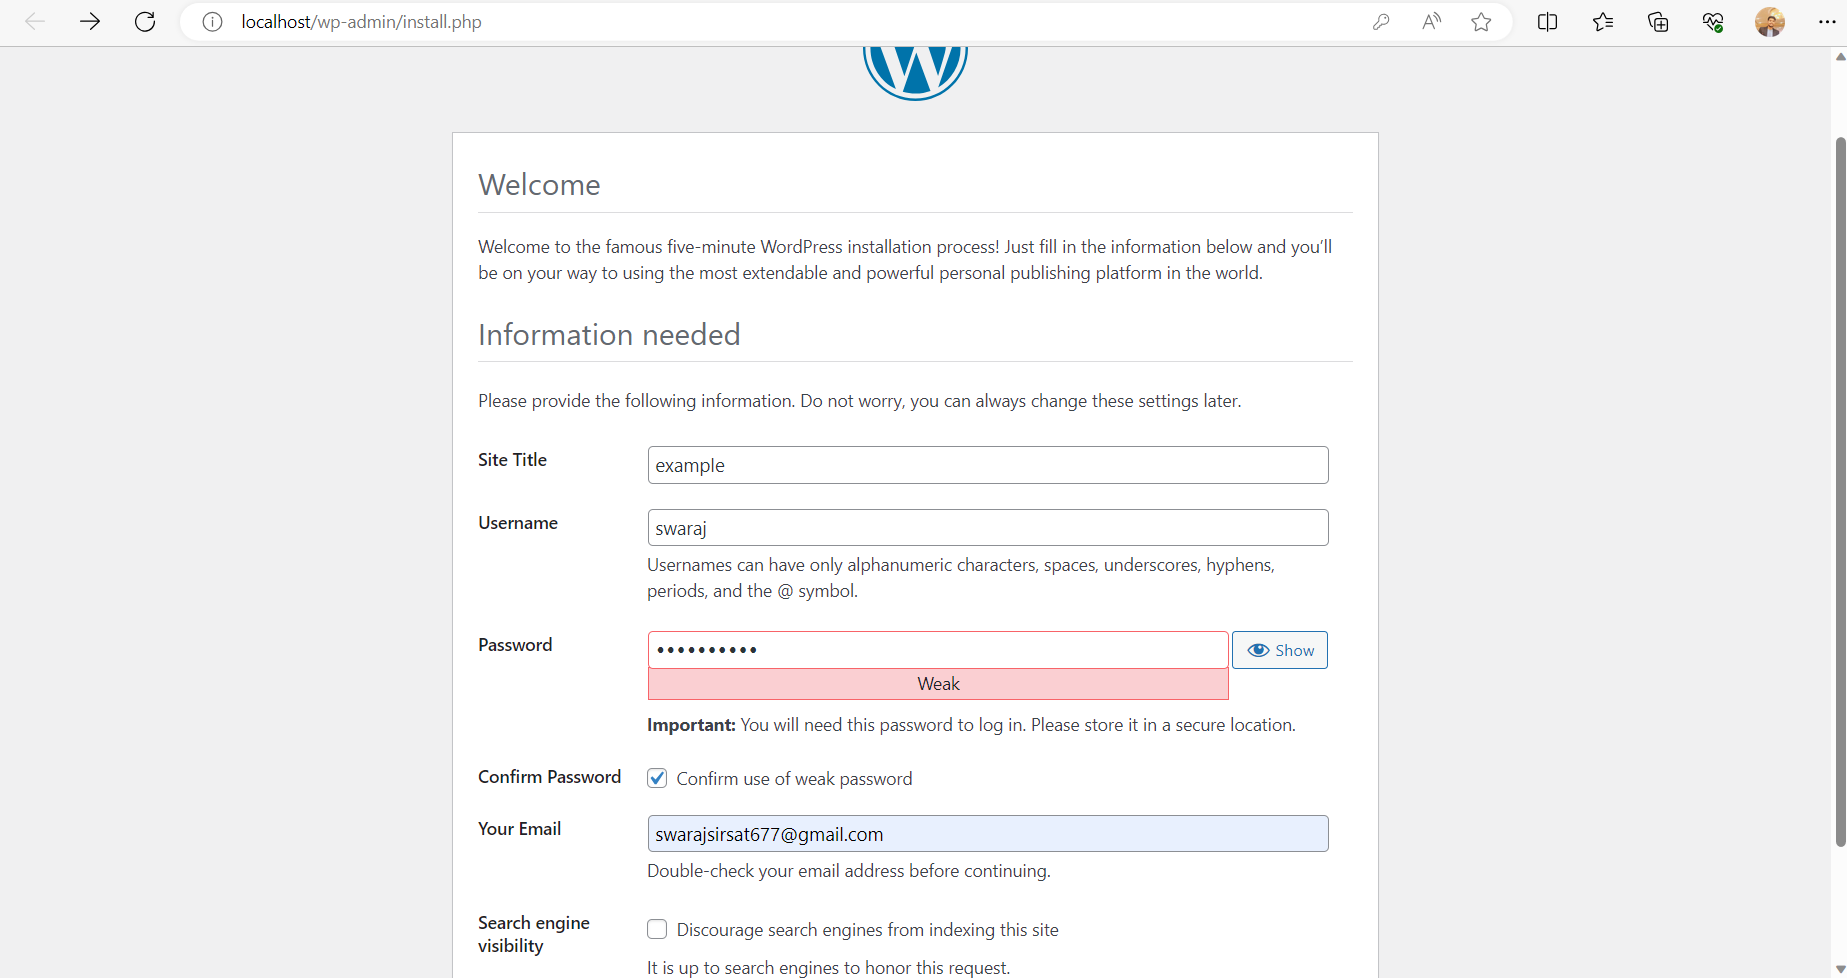 localhost/wp-admin/install.php
Welcome
Welcome to the famous five-minute WordPress installation process! Just fill in the information below and you’ll
be on your way to using the most extendable and powerful personal publishing platform in the world.
Information needed
Please provide the following information. Do not worry, you can always change these settings later.
Site Title
example
Username
swaraj
Usernames can have only alphanumeric characters, spaces, underscores, hyphens,
periods, and the @ symbol.
Password
••••••••••
Show
Weak
Important: You will need this password to log in. Please store it in a secure location.
Confirm Password
Confirm use of weak password
Your Email
swarajsirsat677@gmail.com
Double-check your email address before continuing.
Search engine
visibility
Discourage search engines from indexing this site
It is up to search engines to honor this request.